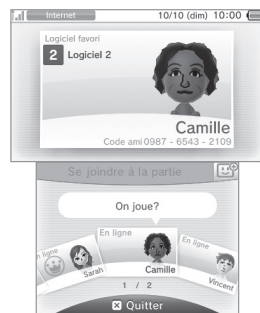 Internet
10/10 (dim) 10:00
Logiciel favori
2 Logiciel 2
Camille
Code ami 0987 - 6543 - 2109
Se joindre à la partie
On joue?
n ligne
En ligne
En ligne
Sarah
Camille
Vincent
1 / 2
Quitter